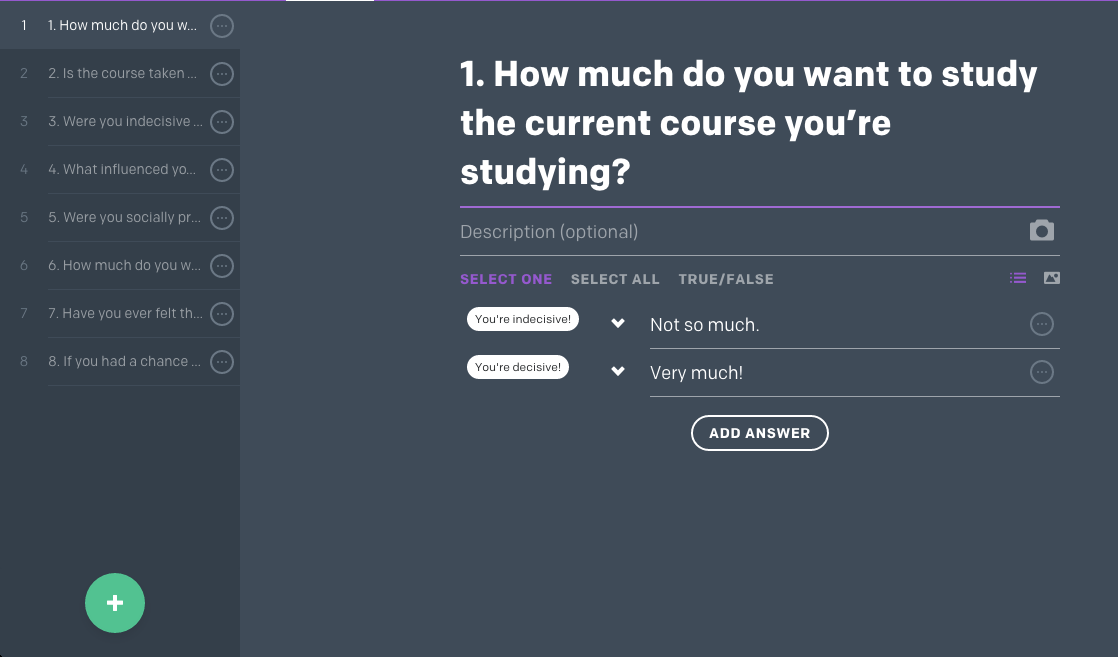 1 1. How much do you w...
2 2. Is the course taken ...
3 3. Were you indecisive ...
4 4. What influenced yo...
5 5. Were you socially pr...
6 6. How much do you w...
7 7. Have you ever felt th...
8 8. If you had a chance ...
1. How much do you want to study
the current course you’re
studying?
Description (optional)
SELECT ONE SELECT ALL TRUE/FALSE
You're indecisive! Not so much.
You're decisive! Very much!
ADD ANSWER